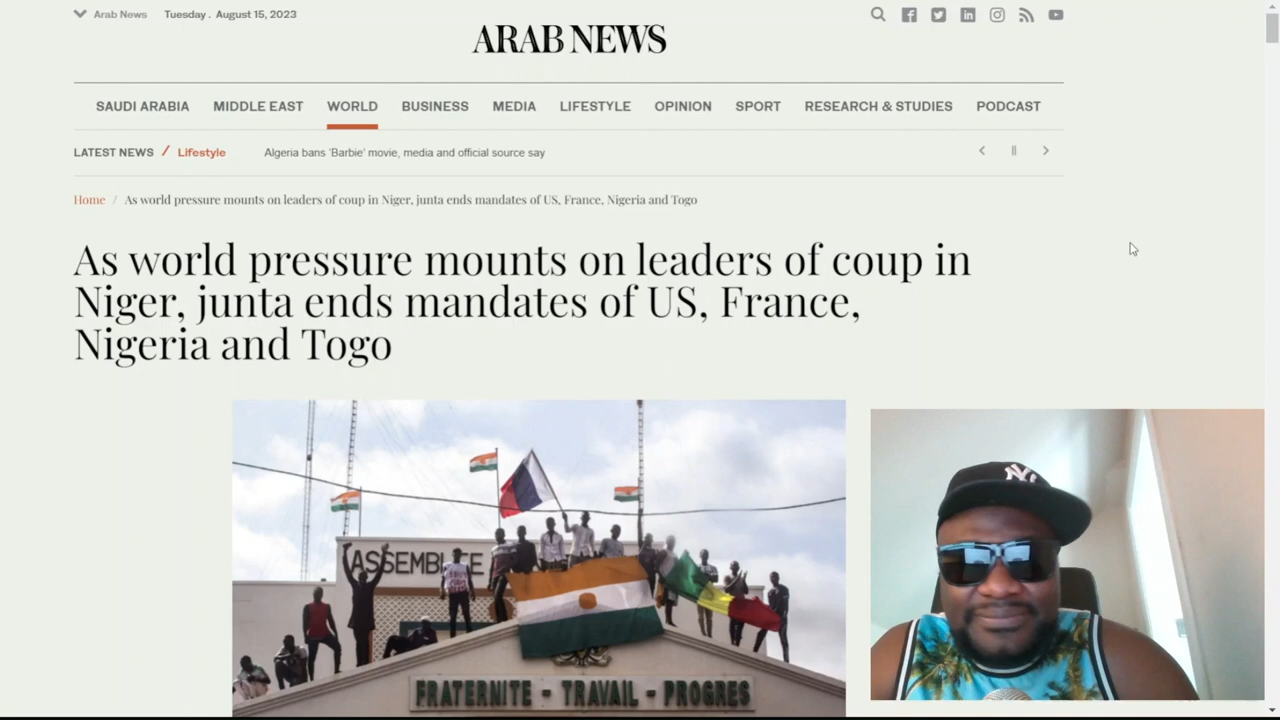 Arab News Tuesday . August 15, 2023
ARAB NEWS
SAUDI ARABIA MIDDLE EAST WORLD BUSINESS MEDIA LIFESTYLE OPINION SPORT RESEARCH & STUDIES PODCAST
LATEST NEWS / Lifestyle Algeria bans 'Barbie' movie, media and official source say
Home / As world pressure mounts on leaders of coup in Niger, junta ends mandates of US, France, Nigeria and Togo
As world pressure mounts on leaders of coup in
Niger, junta ends mandates of US, France,
Nigeria and Togo
ASSEMBLEE
FRATERNITE - TRAVAIL - PROGRES
NY